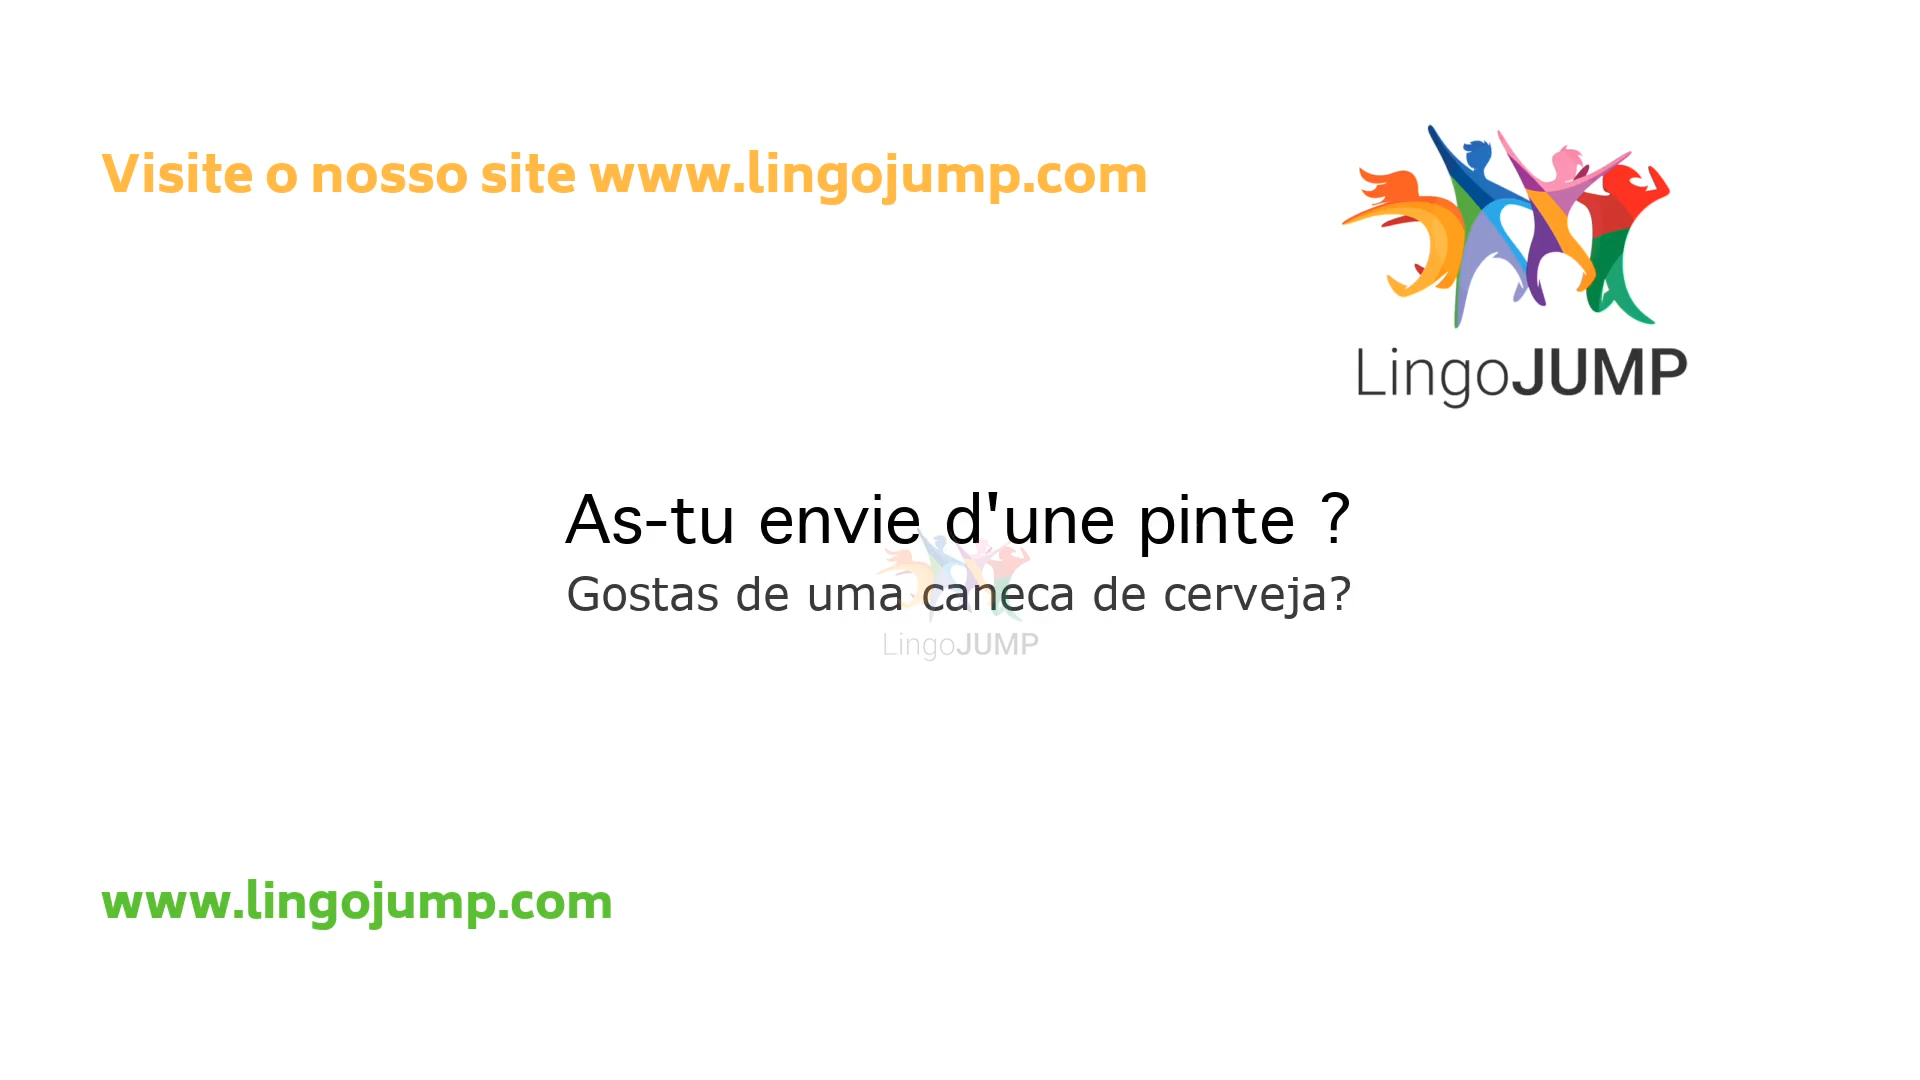 Visite o nosso site www.lingojump.com
LingoJUMP
As-tu envie d'une pinte ?
Gostas de uma caneca de cerveja?
LingoJUMP
www.lingojump.com